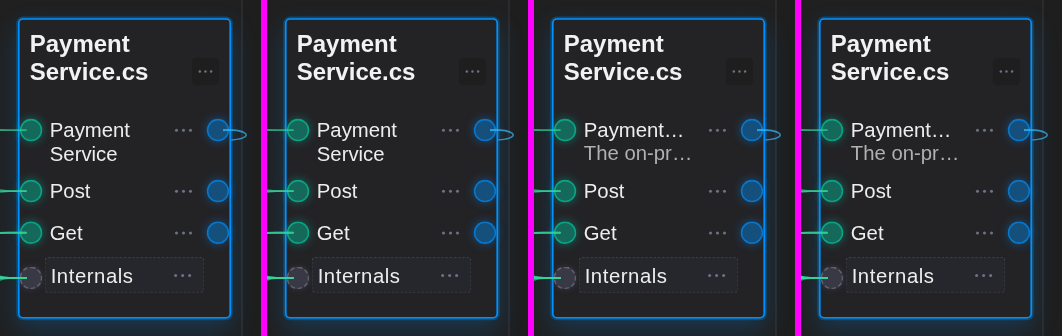 Payment
Service.cs
Payment
Service
Post
Get
Internals
Payment
Service.cs
Payment
Service
Post
Get
Internals
Payment
Service.cs
Payment…
The on-pr…
Post
Get
Internals
Payment
Service.cs
Payment…
The on-pr…
Post
Get
Internals